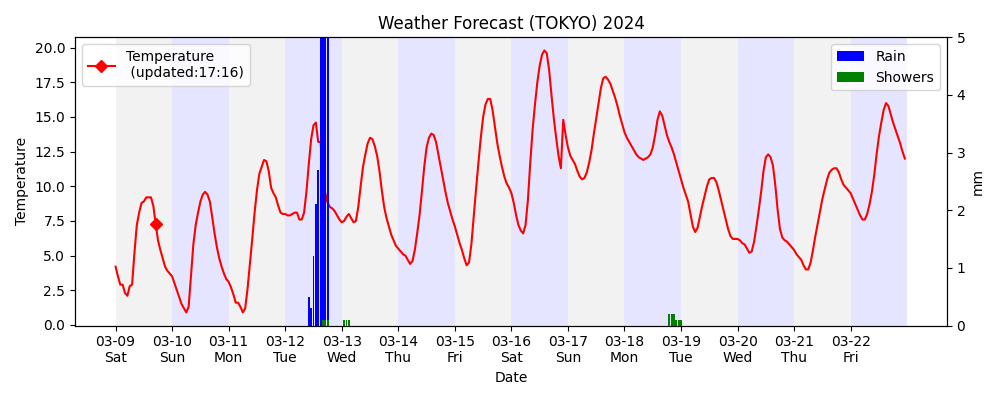 Weather Forecast (TOKYO) 2024
Temperature
(updated:17:16)
Rain
Showers
20.0
17.5
15.0
12.5
10.0
7.5
5.0
2.5
0.0
Temperature
5
4
3
2
1
0
mm
03-09 03-10 03-11 03-12 03-13 03-14 03-15 03-16 03-17 03-18 03-19 03-20 03-21 03-22
Sat Sun Mon Tue Wed Thu Fri Sat Sun Mon Tue Wed Thu Fri
Date